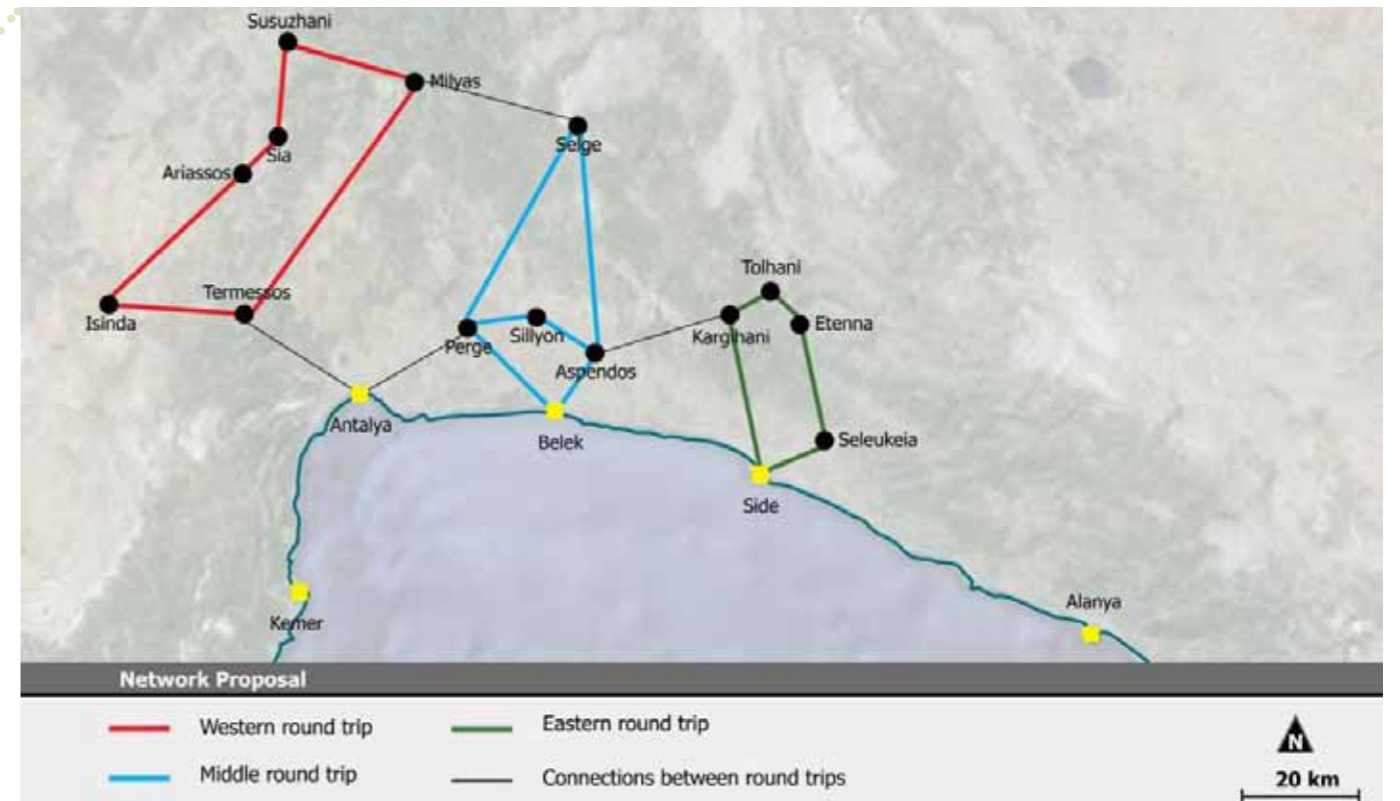 Susuzhani
Milyas
Selge
Sia
Ariassos
Tolhani
Termessos
Isinda
Sillyon
Etenna
Kargihani
Perge
Aspendos
Antalya
Belek
Seleukeia
Side
Kemer
Alanya
Network Proposal
Western round trip
Eastern round trip
N
Middle round trip
Connections between round trips
20 km